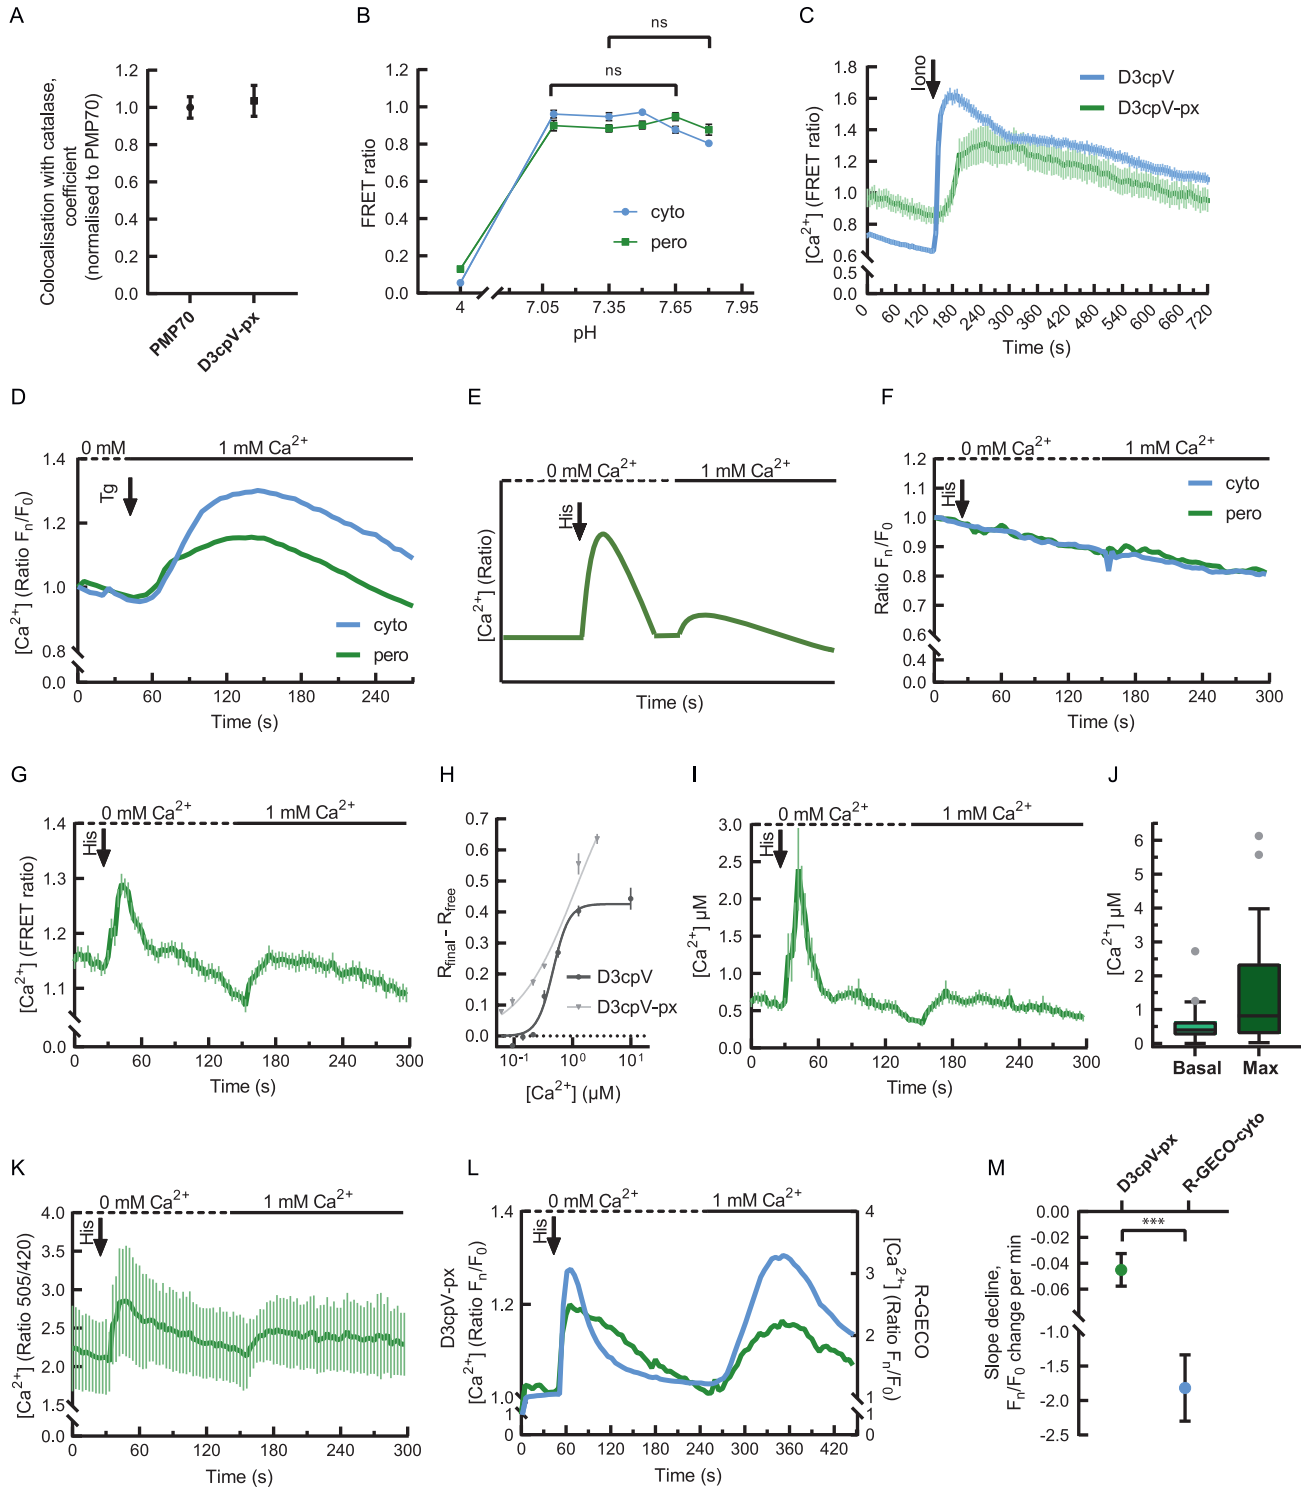 A
Colocalisation with catalase,
coefficient
(normalised to PMP70)
1.2
1.0
0.8
0.6
0.4
0.2
0.0
PMP70
D3cpV-px
B
ns
ns
FRET ratio
1.2
1.0
0.8
0.6
0.4
0.2
0.0
cyto
pero
4 7.05 7.35 7.65 7.95
pH
C
Iono
D3cpV
D3cpV-px
[Ca2+] (FRET ratio)
1.8
1.6
1.4
1.2
1.0
0.8
0.6
0.5
0.0
0 60 120 180 240 300 360 420 480 540 600 660 720
Time (s)
D
0 mM 1 mM Ca2+
Tg
[Ca2+] (Ratio Fn/F0)
1.4
1.2
1.0
0.8
0.0
cyto
pero
0 60 120 180 240
Time (s)
E
0 mM Ca2+ 1 mM Ca2+
His
[Ca2+] (Ratio)
Time (s)
F
0 mM Ca2+ 1 mM Ca2+
His
cyto
pero
Ratio Fn/F0
1.2
1.0
0.9
0.8
0.7
0.6
0.4
0.0
0 60 120 180 240 300
Time (s)
G
0 mM Ca2+ 1 mM Ca2+
His
[Ca2+] (FRET ratio)
1.4
1.3
1.2
1.1
0.0
0 60 120 180 240 300
Time (s)
H
Rfinal - Rfree
0.7
0.6
0.5
0.4
0.3
0.2
0.1
0.0
D3cpV
D3cpV-px
10-1 100 101
[Ca2+] (µM)
I
0 mM Ca2+ 1 mM Ca2+
His
[Ca2+] µM
3.0
2.5
2.0
1.5
1.0
0.5
0.0
0 60 120 180 240 300
Time (s)
J
[Ca2+] µM
6
5
4
3
2
1
0
Basal Max
K
0 mM Ca2+ 1 mM Ca2+
His
[Ca2+] (Ratio 505/420)
4.0
3.5
3.0
2.5
2.0
1.5
0.0
0 60 120 180 240 300
Time (s)
L
0 mM Ca2+ 1 mM Ca2+
His
D3cpV-px
[Ca2+] (Ratio Fn/F0)
1.4
1.2
1.0
1
0
4
3
2
1
1
0
R-GECO
[Ca2+] (Ratio Fn/F0)
0 60 120 180 240 300 360 420
Time (s)
M
D3cpV-px
R-GECO-cyto
***
Slope decline,
Fn/F0 change per min
0.00
-0.02
-0.04
-0.06
-1.0
-1.5
-2.0
-2.5